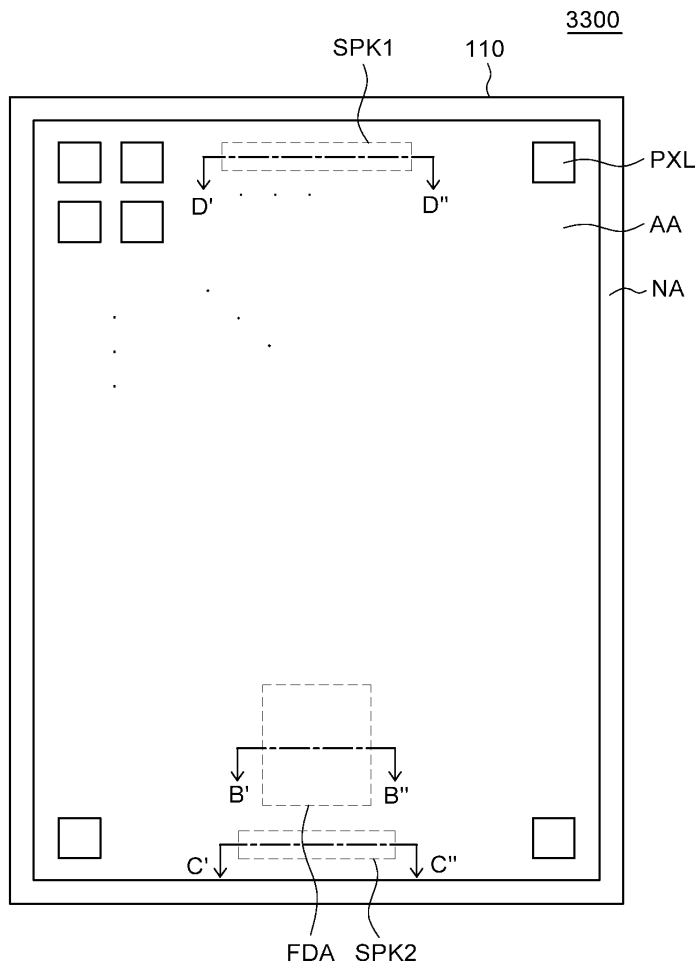 3300
SPK1
110
PXL
D' D"
AA
NA
B' B"
C' C"
FDA SPK2